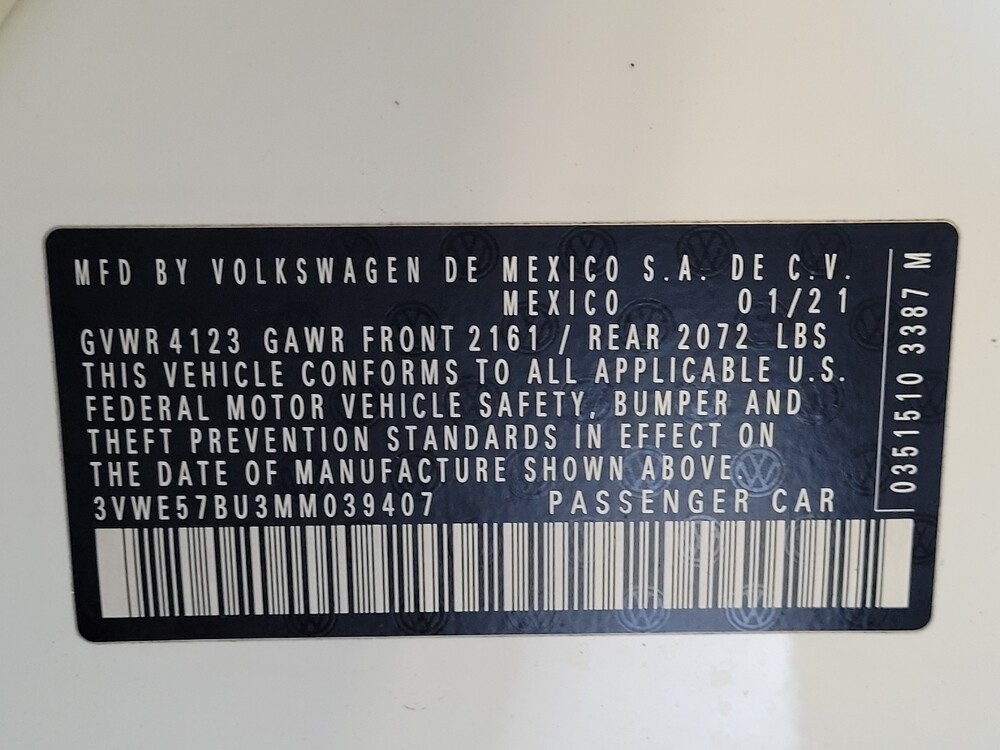 MFD BY VOLKSWAGEN DE MEXICO S.A. DE C.V.
MEXICO 01/21
GVWR 4123 GAWR FRONT 2161 / REAR 2072 LBS
THIS VEHICLE CONFORMS TO ALL APPLICABLE U.S.
FEDERAL MOTOR VEHICLE SAFETY, BUMPER AND
THEFT PREVENTION STANDARDS IN EFFECT ON
THE DATE OF MANUFACTURE SHOWN ABOVE.
3VWE57BU3MM039407 PASSENGER CAR
0351510 3387 M